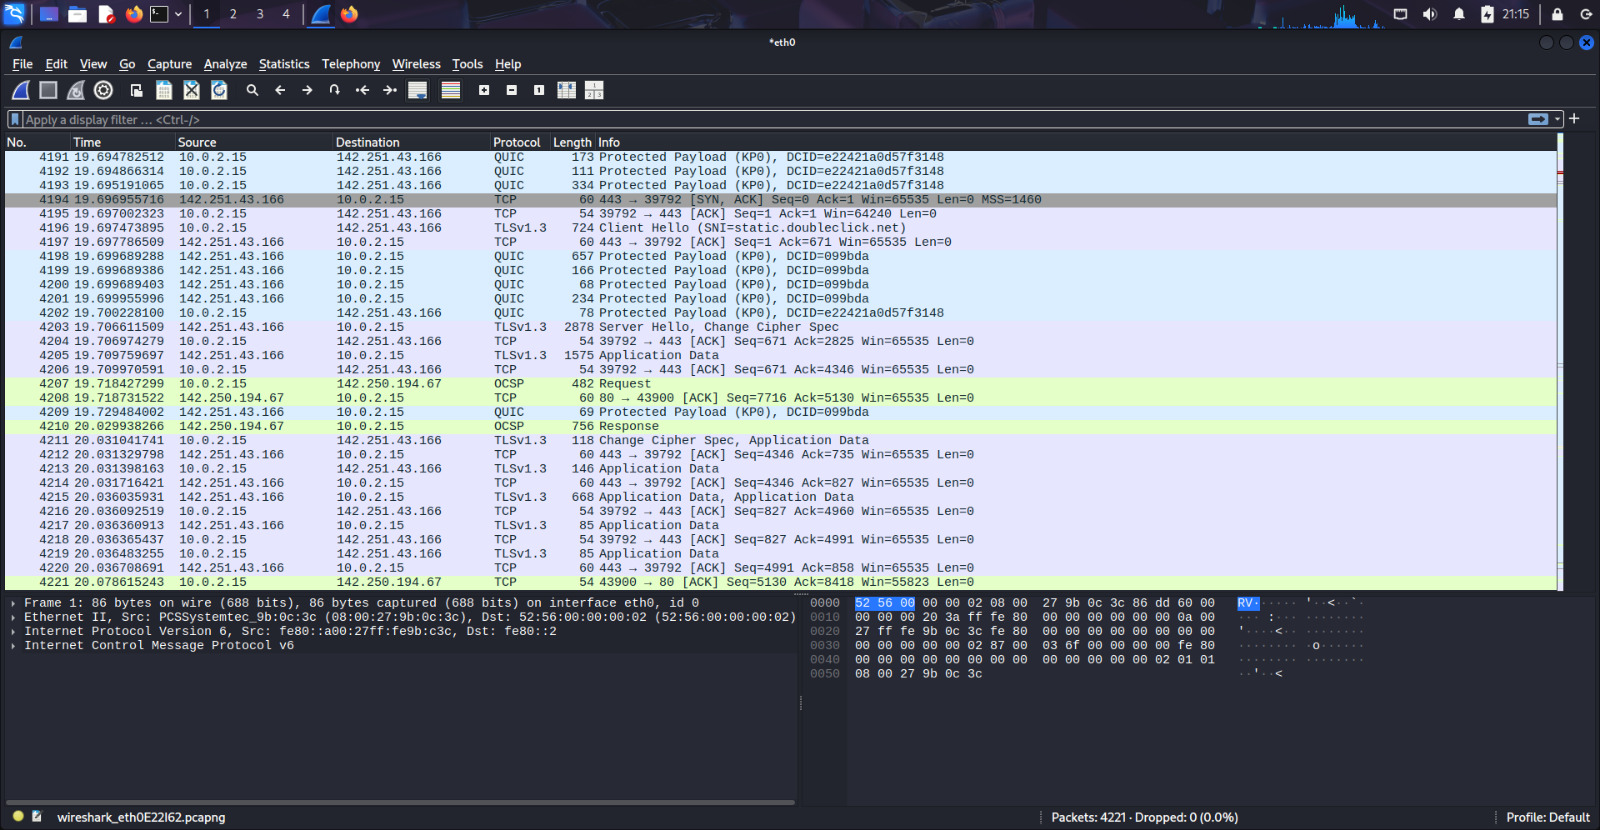 1 2 3 4 21:15
*eth0
File Edit View Go Capture Analyze Statistics Telephony Wireless Tools Help
Apply a display filter … <Ctrl-/>
No. Time Source Destination Protocol Length Info
4191 19.694782512 10.0.2.15 142.251.43.166 QUIC 173 Protected Payload (KP0), DCID=e22421a0d57f3148
4192 19.694866314 10.0.2.15 142.251.43.166 QUIC 111 Protected Payload (KP0), DCID=e22421a0d57f3148
4193 19.695191065 10.0.2.15 142.251.43.166 QUIC 334 Protected Payload (KP0), DCID=e22421a0d57f3148
4194 19.696955716 142.251.43.166 10.0.2.15 TCP 60 443 → 39792 [SYN, ACK] Seq=0 Ack=1 Win=65535 Len=0 MSS=1460
4195 19.697002323 10.0.2.15 142.251.43.166 TCP 54 39792 → 443 [ACK] Seq=1 Ack=1 Win=64240 Len=0
4196 19.697473895 10.0.2.15 142.251.43.166 TLSv1.3 724 Client Hello (SNI=static.doubleclick.net)
4197 19.697786509 142.251.43.166 10.0.2.15 TCP 60 443 → 39792 [ACK] Seq=1 Ack=671 Win=65535 Len=0
4198 19.699689288 142.251.43.166 10.0.2.15 QUIC 657 Protected Payload (KP0), DCID=099bda
4199 19.699689386 142.251.43.166 10.0.2.15 QUIC 166 Protected Payload (KP0), DCID=099bda
4200 19.699689403 142.251.43.166 10.0.2.15 QUIC 68 Protected Payload (KP0), DCID=099bda
4201 19.699955996 142.251.43.166 10.0.2.15 QUIC 234 Protected Payload (KP0), DCID=099bda
4202 19.700228100 10.0.2.15 142.251.43.166 QUIC 78 Protected Payload (KP0), DCID=e22421a0d57f3148
4203 19.706611509 142.251.43.166 10.0.2.15 TLSv1.3 2878 Server Hello, Change Cipher Spec
4204 19.706974279 10.0.2.15 142.251.43.166 TCP 54 39792 → 443 [ACK] Seq=671 Ack=2825 Win=65535 Len=0
4205 19.709759697 142.251.43.166 10.0.2.15 TLSv1.3 1575 Application Data
4206 19.709970591 10.0.2.15 142.251.43.166 TCP 54 39792 → 443 [ACK] Seq=671 Ack=4346 Win=65535 Len=0
4207 19.718427299 10.0.2.15 142.250.194.67 OCSP 482 Request
4208 19.718731522 142.250.194.67 10.0.2.15 TCP 60 80 → 43900 [ACK] Seq=7716 Ack=5130 Win=65535 Len=0
4209 19.729484002 142.251.43.166 10.0.2.15 QUIC 69 Protected Payload (KP0), DCID=099bda
4210 20.029938266 142.250.194.67 10.0.2.15 OCSP 756 Response
4211 20.031041741 10.0.2.15 142.251.43.166 TLSv1.3 118 Change Cipher Spec, Application Data
4212 20.031329798 142.251.43.166 10.0.2.15 TCP 60 443 → 39792 [ACK] Seq=4346 Ack=735 Win=65535 Len=0
4213 20.031398163 10.0.2.15 142.251.43.166 TLSv1.3 146 Application Data
4214 20.031716421 142.251.43.166 10.0.2.15 TCP 60 443 → 39792 [ACK] Seq=4346 Ack=827 Win=65535 Len=0
4215 20.036035931 142.251.43.166 10.0.2.15 TLSv1.3 668 Application Data, Application Data
4216 20.036092519 10.0.2.15 142.251.43.166 TCP 54 39792 → 443 [ACK] Seq=827 Ack=4960 Win=65535 Len=0
4217 20.036360913 142.251.43.166 10.0.2.15 TLSv1.3 85 Application Data
4218 20.036365437 10.0.2.15 142.251.43.166 TCP 54 39792 → 443 [ACK] Seq=827 Ack=4991 Win=65535 Len=0
4219 20.036483255 10.0.2.15 142.251.43.166 TLSv1.3 85 Application Data
4220 20.036708691 142.251.43.166 10.0.2.15 TCP 60 443 → 39792 [ACK] Seq=4991 Ack=858 Win=65535 Len=0
4221 20.078615243 10.0.2.15 142.250.194.67 TCP 54 43900 → 80 [ACK] Seq=5130 Ack=8418 Win=55823 Len=0
Frame 1: 86 bytes on wire (688 bits), 86 bytes captured (688 bits) on interface eth0, id 0
Ethernet II, Src: PCSSystemtec_9b:0c:3c (08:00:27:9b:0c:3c), Dst: 52:56:00:00:00:02 (52:56:00:00:00:02)
Internet Protocol Version 6, Src: fe80::a00:27ff:fe9b:c3c, Dst: fe80::2
Internet Control Message Protocol v6
0000 52 56 00 00 00 02 08 00 27 9b 0c 3c 86 dd 60 00 RV······ '··<··`·
0010 00 00 00 20 3a ff fe 80 00 00 00 00 00 00 0a 00 ··· :··· ········
0020 27 ff fe 9b 0c 3c fe 80 00 00 00 00 00 00 00 00 '····<·· ········
0030 00 00 00 00 00 02 87 00 03 6f 00 00 00 00 fe 80 ········ ·o······
0040 00 00 00 00 00 00 00 00 00 00 00 00 00 02 01 01 ········ ········
0050 08 00 27 9b 0c 3c ··'··<
wireshark_eth0E22I62.pcapng Packets: 4221 · Dropped: 0 (0.0%) Profile: Default